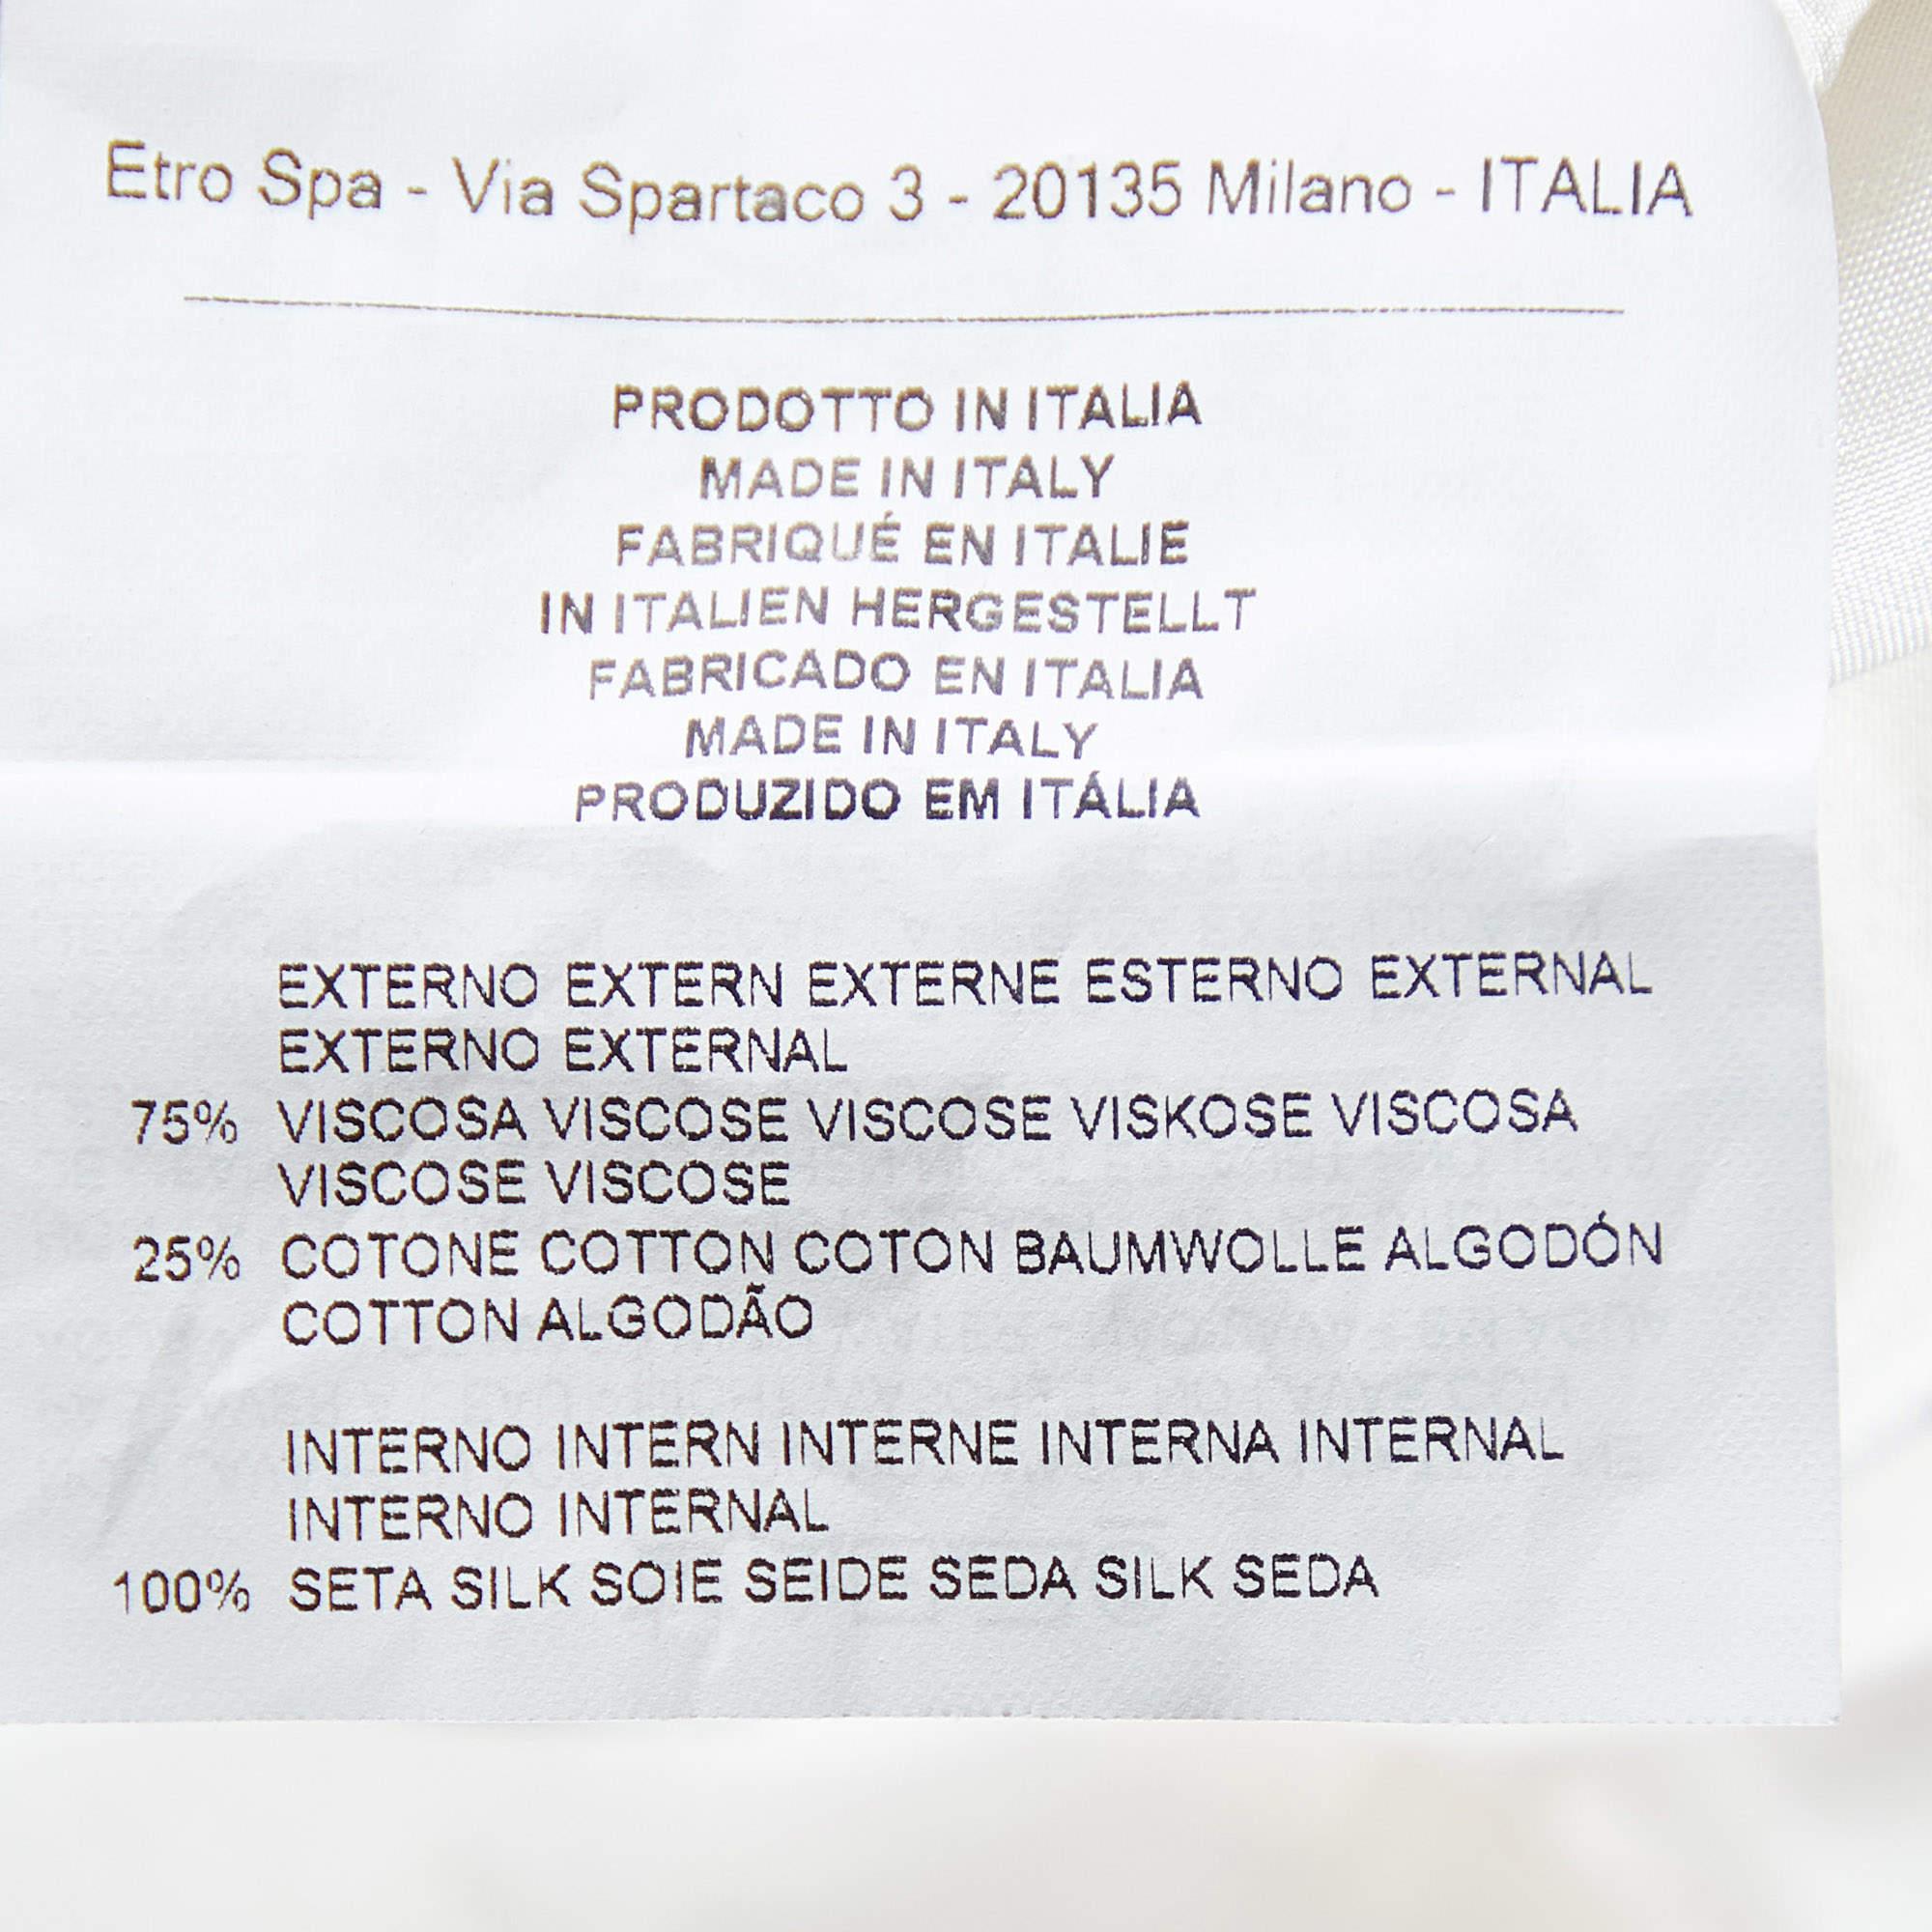 Etro Spa - Via Spartaco 3 - 20135 Milano - ITALIA
PRODOTTO IN ITALIA
MADE IN ITALY
FABRIQUÉ EN ITALIE
IN ITALIEN HERGESTELLT
FABRICADO EN ITALIA
MADE IN ITALY
PRODUZIDO EM ITÁLIA
EXTERNO EXTERN EXTERNE ESTERNO EXTERNAL
EXTERNO EXTERNAL
75% VISCOSA VISCOSE VISCOSE VISKOSE VISCOSA
VISCOSE VISCOSE
25% COTONE COTTON COTON BAUMWOLLE ALGODÓN
COTTON ALGODÃO
INTERNO INTERN INTERNE INTERNA INTERNAL
INTERNO INTERNAL
100% SETA SILK SOIE SEIDE SEDA SILK SEDA